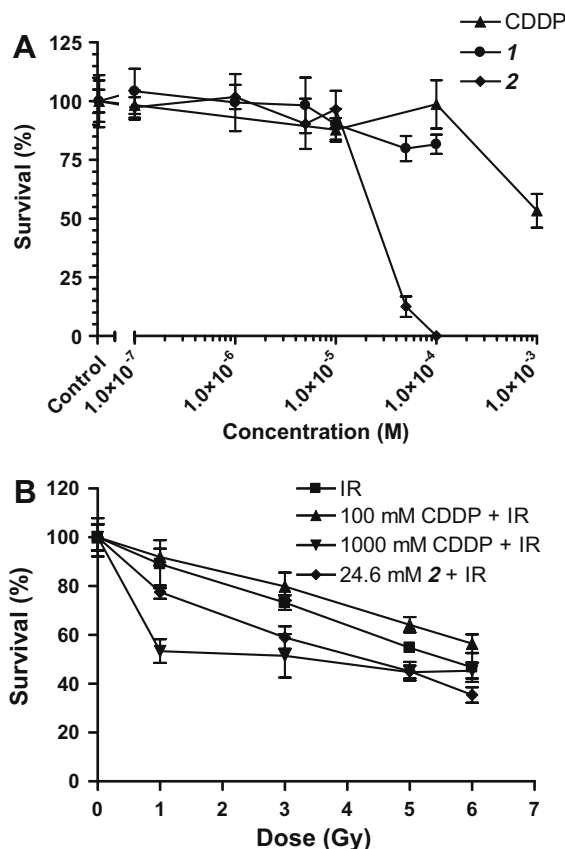 A
CDDP
1
2
Survival (%)
125
100
75
50
25
0
Control
1.0×10⁻⁷
1.0×10⁻⁶
1.0×10⁻⁵
1.0×10⁻⁴
1.0×10⁻³
Concentration (M)
B
IR
100 mM CDDP + IR
1000 mM CDDP + IR
24.6 mM 2 + IR
Survival (%)
120
100
80
60
40
20
0
0 1 2 3 4 5 6 7
Dose (Gy)